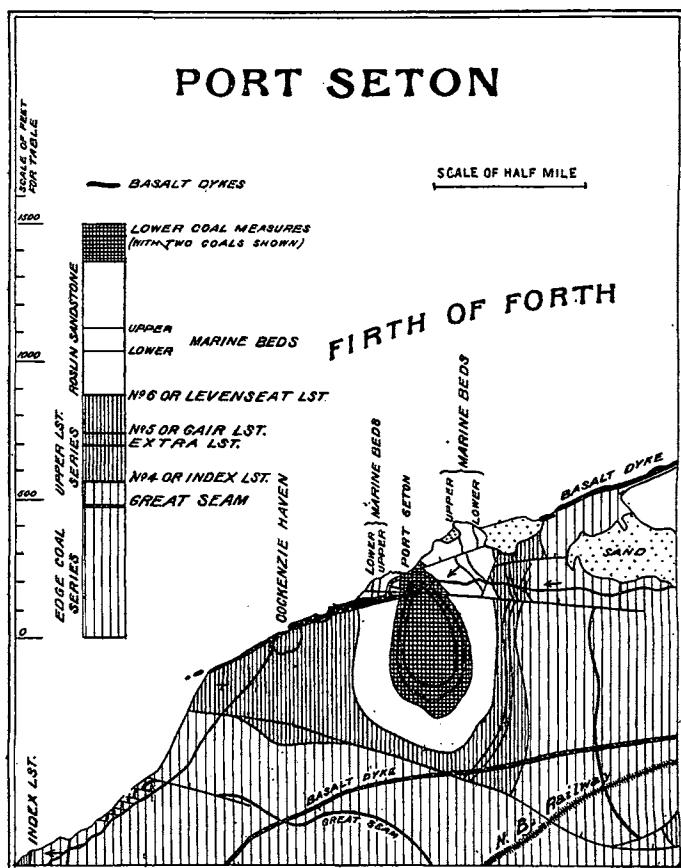 PORT SETON
SCALE OF FEET
FOR TABLE
SCALE OF HALF MILE
BASALT DYKES
1500
LOWER COAL MEASURES
(WITH TWO COALS SHOWN)
ROSLIN SANDSTONE
UPPER
MARINE BEDS
LOWER
1000
FIRTH OF FORTH
Nº6 OR LEVENSEAT LST.
UPPER LST.
SERIES
Nº5 OR GAIR LST.
EXTRA LST.
Nº4 OR INDEX LST.
500
GREAT SEAM
EDGE COAL
SERIES
0
COCKENZIE HAVEN
LOWER
UPPER
MARINE BEDS
PORT SETON
UPPER
LOWER
MARINE BEDS
BASALT DYKE
SAND
INDEX LST.
BASALT DYKE
GREAT SEAM
N. B. Railway